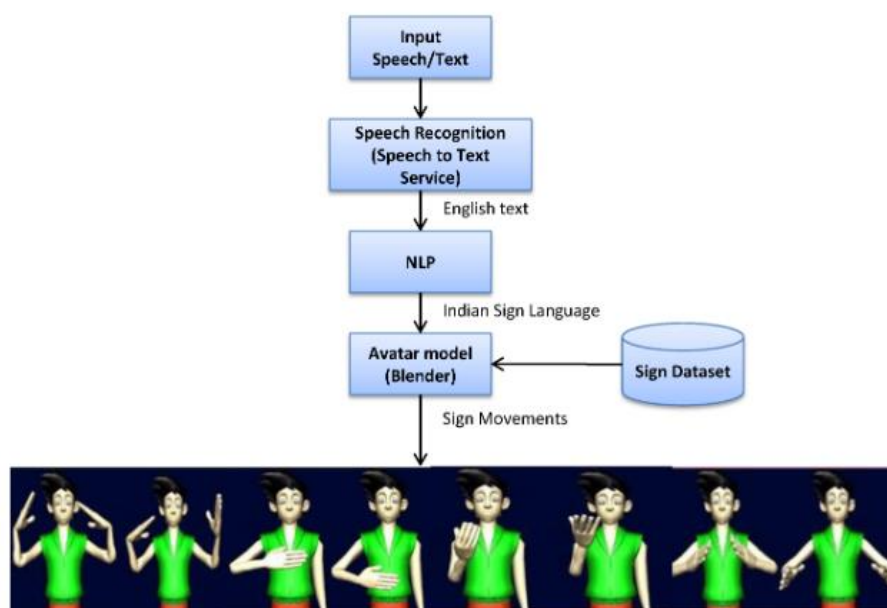 Input
Speech/Text
Speech Recognition
(Speech to Text
Service)
English text
NLP
Indian Sign Language
Avatar model
(Blender)
Sign Dataset
Sign Movements